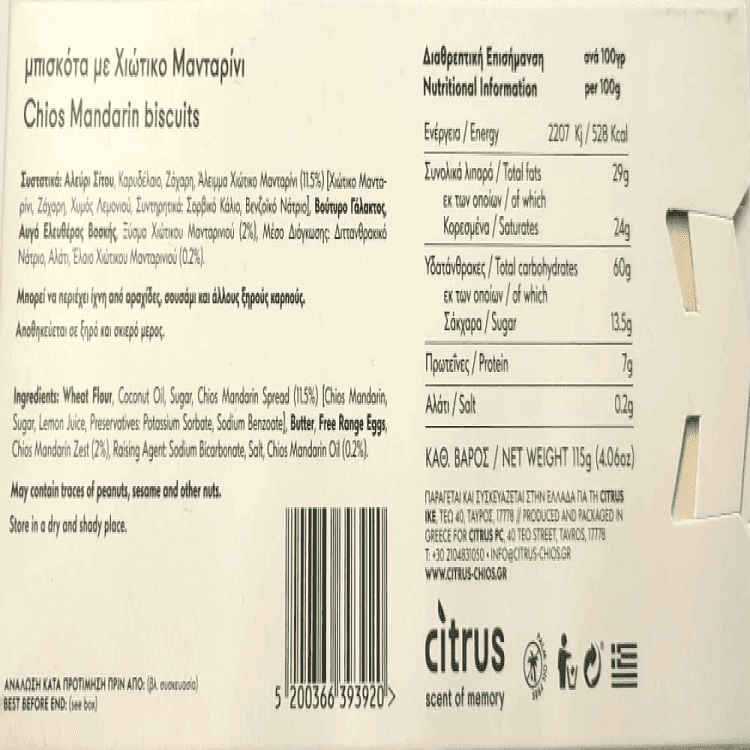 μπισκότα με Χιώτικο Μανταρίνι
Chios Mandarin biscuits
Συστατικά: Αλεύρι Σίτου, Καρυδέλαιο, Ζάχαρη, Άλειμμα Χιώτικο Μανταρίνι (11.5%) [Χιώτικο Μαντα-
ρίνι, Ζάχαρη, Χυμός Λεμονιού, Συντηρητικά: Σορβικό Κάλιο, Βενζοϊκό Νάτριο], Βούτυρο Γάλακτος,
Αυγά Ελευθέρας Βοσκής, Ξύσμα Χιώτικου Μανταρινιού (2%), Μέσο Διόγκωσης: Διττανθρακικό
Νάτριο, Αλάτι, Έλαιο Χιώτικου Μανταρινιού (0.2%).
Μπορεί να περιέχει ίχνη από αραχίδες, σουσάμι και άλλους ξηρούς καρπούς.
Αποθηκεύεται σε ξηρό και σκιερό μέρος.
Ingredients: Wheat Flour, Coconut Oil, Sugar, Chios Mandarin Spread (11.5%) [Chios Mandarin,
Sugar, Lemon Juice, Preservatives: Potassium Sorbate, Sodium Benzoate], Butter, Free Range Eggs,
Chios Mandarin Zest (2%), Raising Agent: Sodium Bicarbonate, Salt, Chios Mandarin Oil (0.2%).
May contain traces of peanuts, sesame and other nuts.
Store in a dry and shady place.
ΑΝΑΛΩΣΗ ΚΑΤΑ ΠΡΟΤΙΜΗΣΗ ΠΡΙΝ ΑΠΟ: (βλ συσκευασία)
BEST BEFORE END: (see box)
5 200366 393920 >
Διαθρεπτική Επισήμανση ανά 100γρ
Nutritional Information per 100g
Ενέργεια / Energy 2207 Kj / 528 Kcal
Συνολικά λιπαρά / Total fats 29g
εκ των οποίων / of which
Κορεσμένα / Saturates 24g
Υδατάνθρακες / Total carbohydrates 60g
εκ των οποίων / of which
Σάκχαρα / Sugar 13.5g
Πρωτεΐνες / Protein 7g
Αλάτι / Salt 0.2g
ΚΑΘ. ΒΑΡΟΣ / NET WEIGHT 115g (4.06oz)
ΠΑΡΑΓΕΤΑΙ ΚΑΙ ΣΥΣΚΕΥΑΖΕΤΑΙ ΣΤΗΝ ΕΛΛΑΔΑ ΓΙΑ ΤΗ CITRUS
ΙΚΕ, ΤΕΩ 40, ΤΑΥΡΟΣ, 17778 // PRODUCED AND PACKAGED IN
GREECE FOR CITRUS PC, 40 TEO STREET, TAVROS, 17778
T: +30 2104831050 • INFO@CITRUS-CHIOS.GR
WWW.CITRUS-CHIOS.GR
citrus
scent of memory